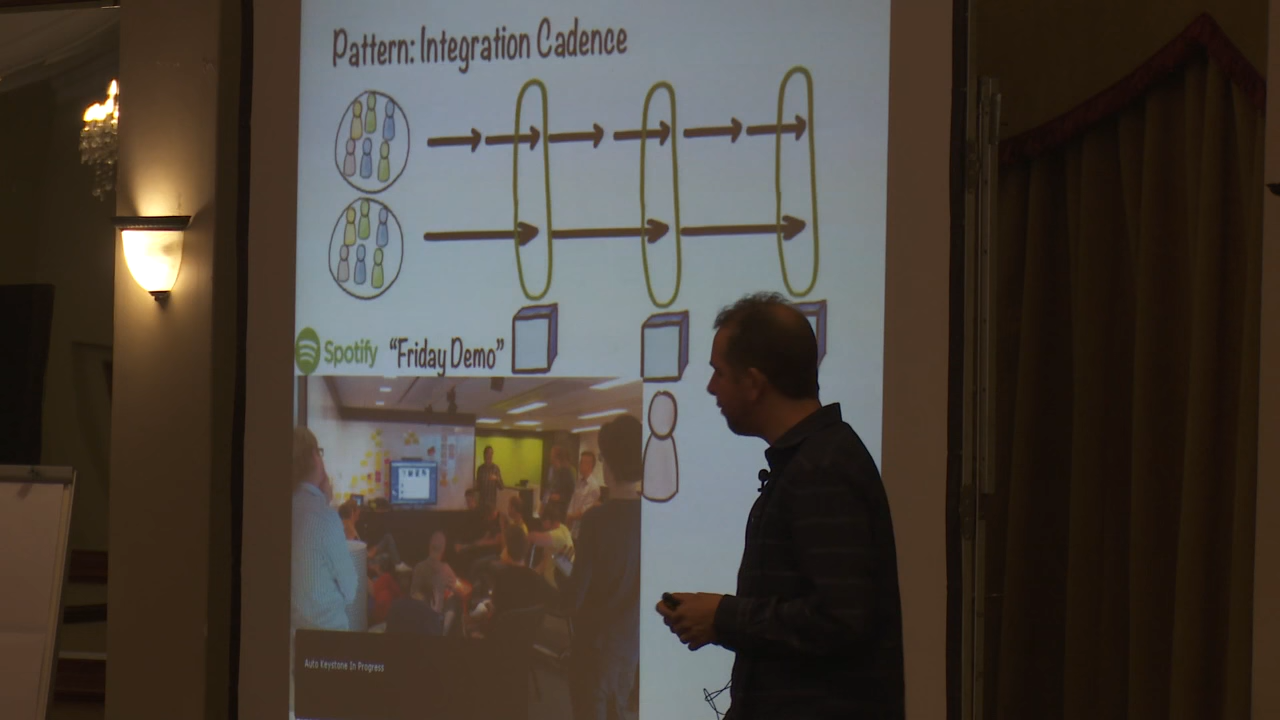 Pattern: Integration Cadence
Spotify "Friday Demo"
Auto Keystone In Progress